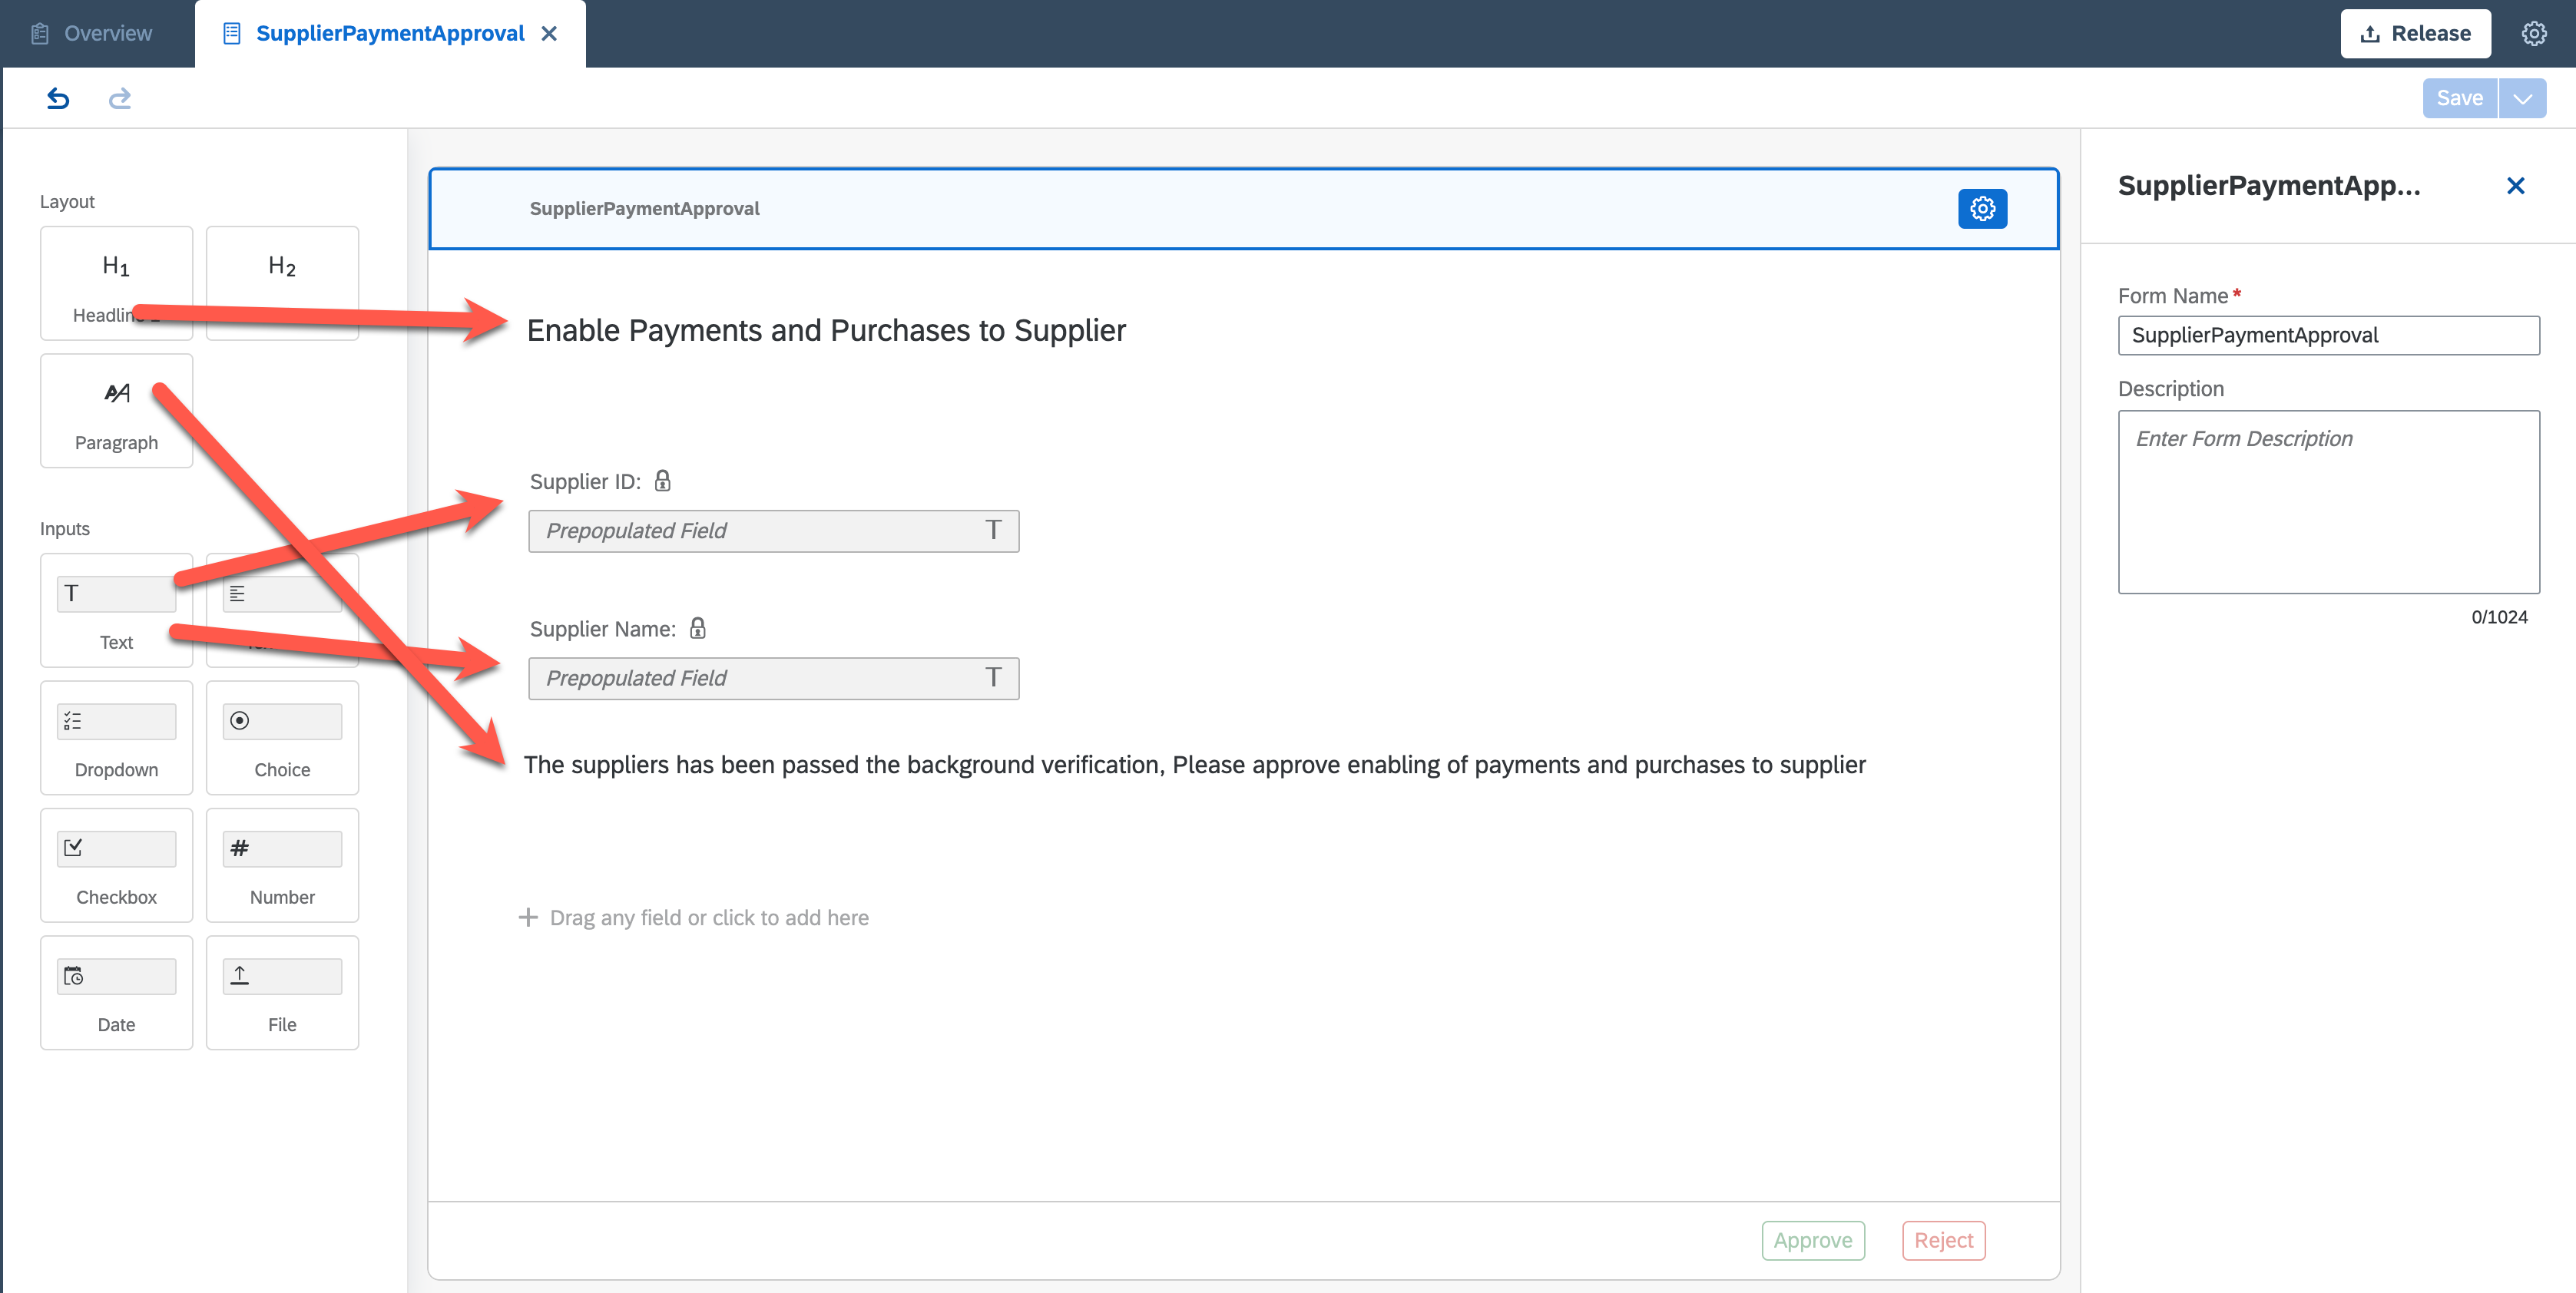 Overview
SupplierPaymentApproval
Release
Save
Layout
H1
H2
Paragraph
Inputs
T
Text
Dropdown
Choice
Checkbox
#
Number
Date
File
SupplierPaymentApproval
Enable Payments and Purchases to Supplier
Supplier ID:
Prepopulated Field T
Supplier Name:
Prepopulated Field T
The suppliers has been passed the background verification, Please approve enabling of payments and purchases to supplier
Drag any field or click to add here
Approve
Reject
SupplierPaymentApp...
Form Name*
SupplierPaymentApproval
Description
Enter Form Description
0/1024